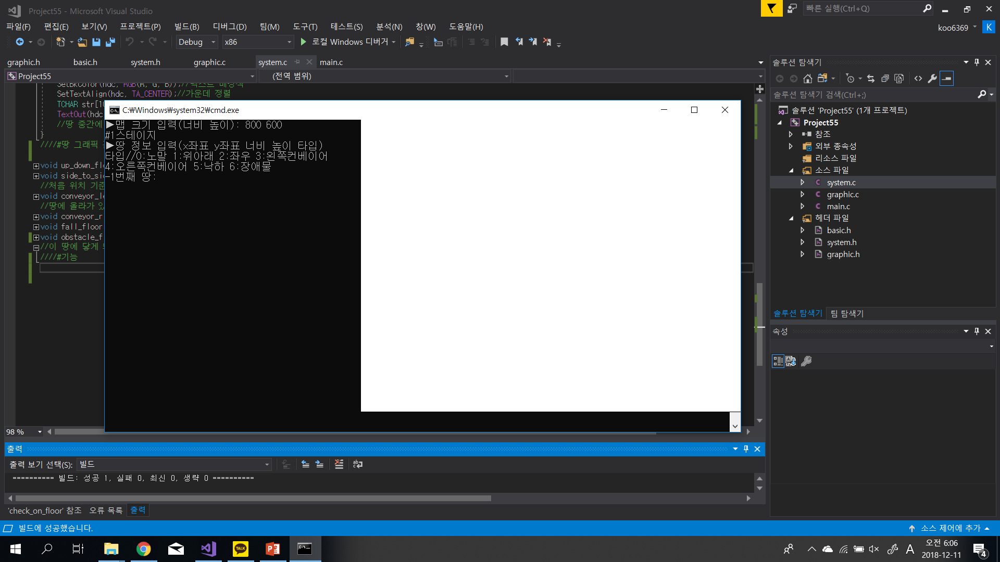 Project55 - Microsoft Visual Studio
빠른 실행(Ctrl+Q)
파일(F) 편집(E) 보기(V) 프로젝트(P) 빌드(B) 디버그(D) 팀(M) 도구(T) 테스트(S) 분석(N) 창(W) 도움말(H)
koo6369 K
Debug x86 로컬 Windows 디버거
graphic.h basic.h system.h graphic.c system.c main.c
Project55 (전역 범위)
SetBkColor(hdc, RGB(R, G, B));//텍스트 배경색
SetTextAlign(hdc, TA_CENTER);//가운데 정렬
TCHAR str[10
TextOut(hdc
//땅 중간에
}
////#땅 그래픽
void up_down_flo
void side_to_sid
//처음 위치 기준
void conveyor_le
//땅에 올라가 있
void conveyor_r
void fall_floor
void obstacle_f
//이 땅에 닿게
////#기능
C:\Windows\system32\cmd.exe
▶맵 크기 입력(너비 높이): 800 600
#1스테이지
▶땅 정보 입력(x좌표 y좌표 너비 높이 타입)
타입//0:노말 1:위아래 2:좌우 3:왼쪽컨베이어
4:오른쪽컨베이어 5:낙하 6:장애물
-1번째 땅:
98 %
출력
출력 보기 선택(S): 빌드
========== 빌드: 성공 1, 실패 0, 최신 0, 생략 0 ==========
'check_on_floor' 참조 오류 목록 출력
빌드에 성공했습니다.
소스 제어에 추가
솔루션 탐색기
솔루션 탐색기 검색(Ctrl+;)
솔루션 'Project55' (1개 프로젝트)
Project55
참조
외부 종속성
리소스 파일
소스 파일
system.c
graphic.c
main.c
헤더 파일
basic.h
system.h
graphic.h
솔루션 탐색기 팀 탐색기
속성
TALK
A
오전 6:06
2018-12-11
4